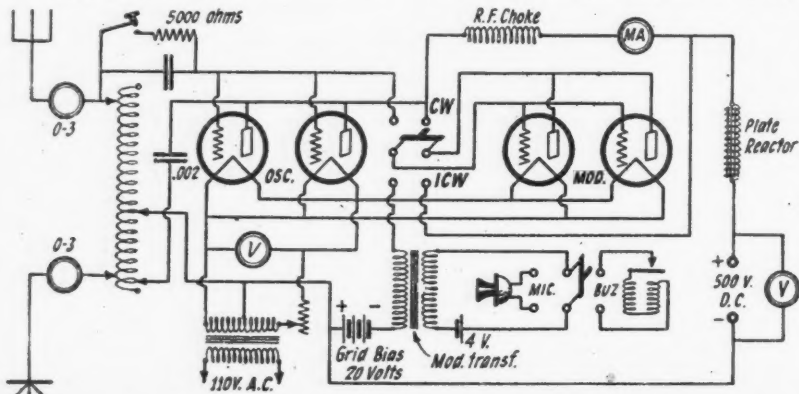 5000 ohms
R.F. Choke
MA
CW
0-3
Plate
Reactor
.002
OSC.
MOD.
ICW
0-3
V
+
500 V.
D.C.
-
V
MIC.
BUZ
+ -
4 V.
Grid Bias
20 Volts
Mod. transf.
110V. A.C.